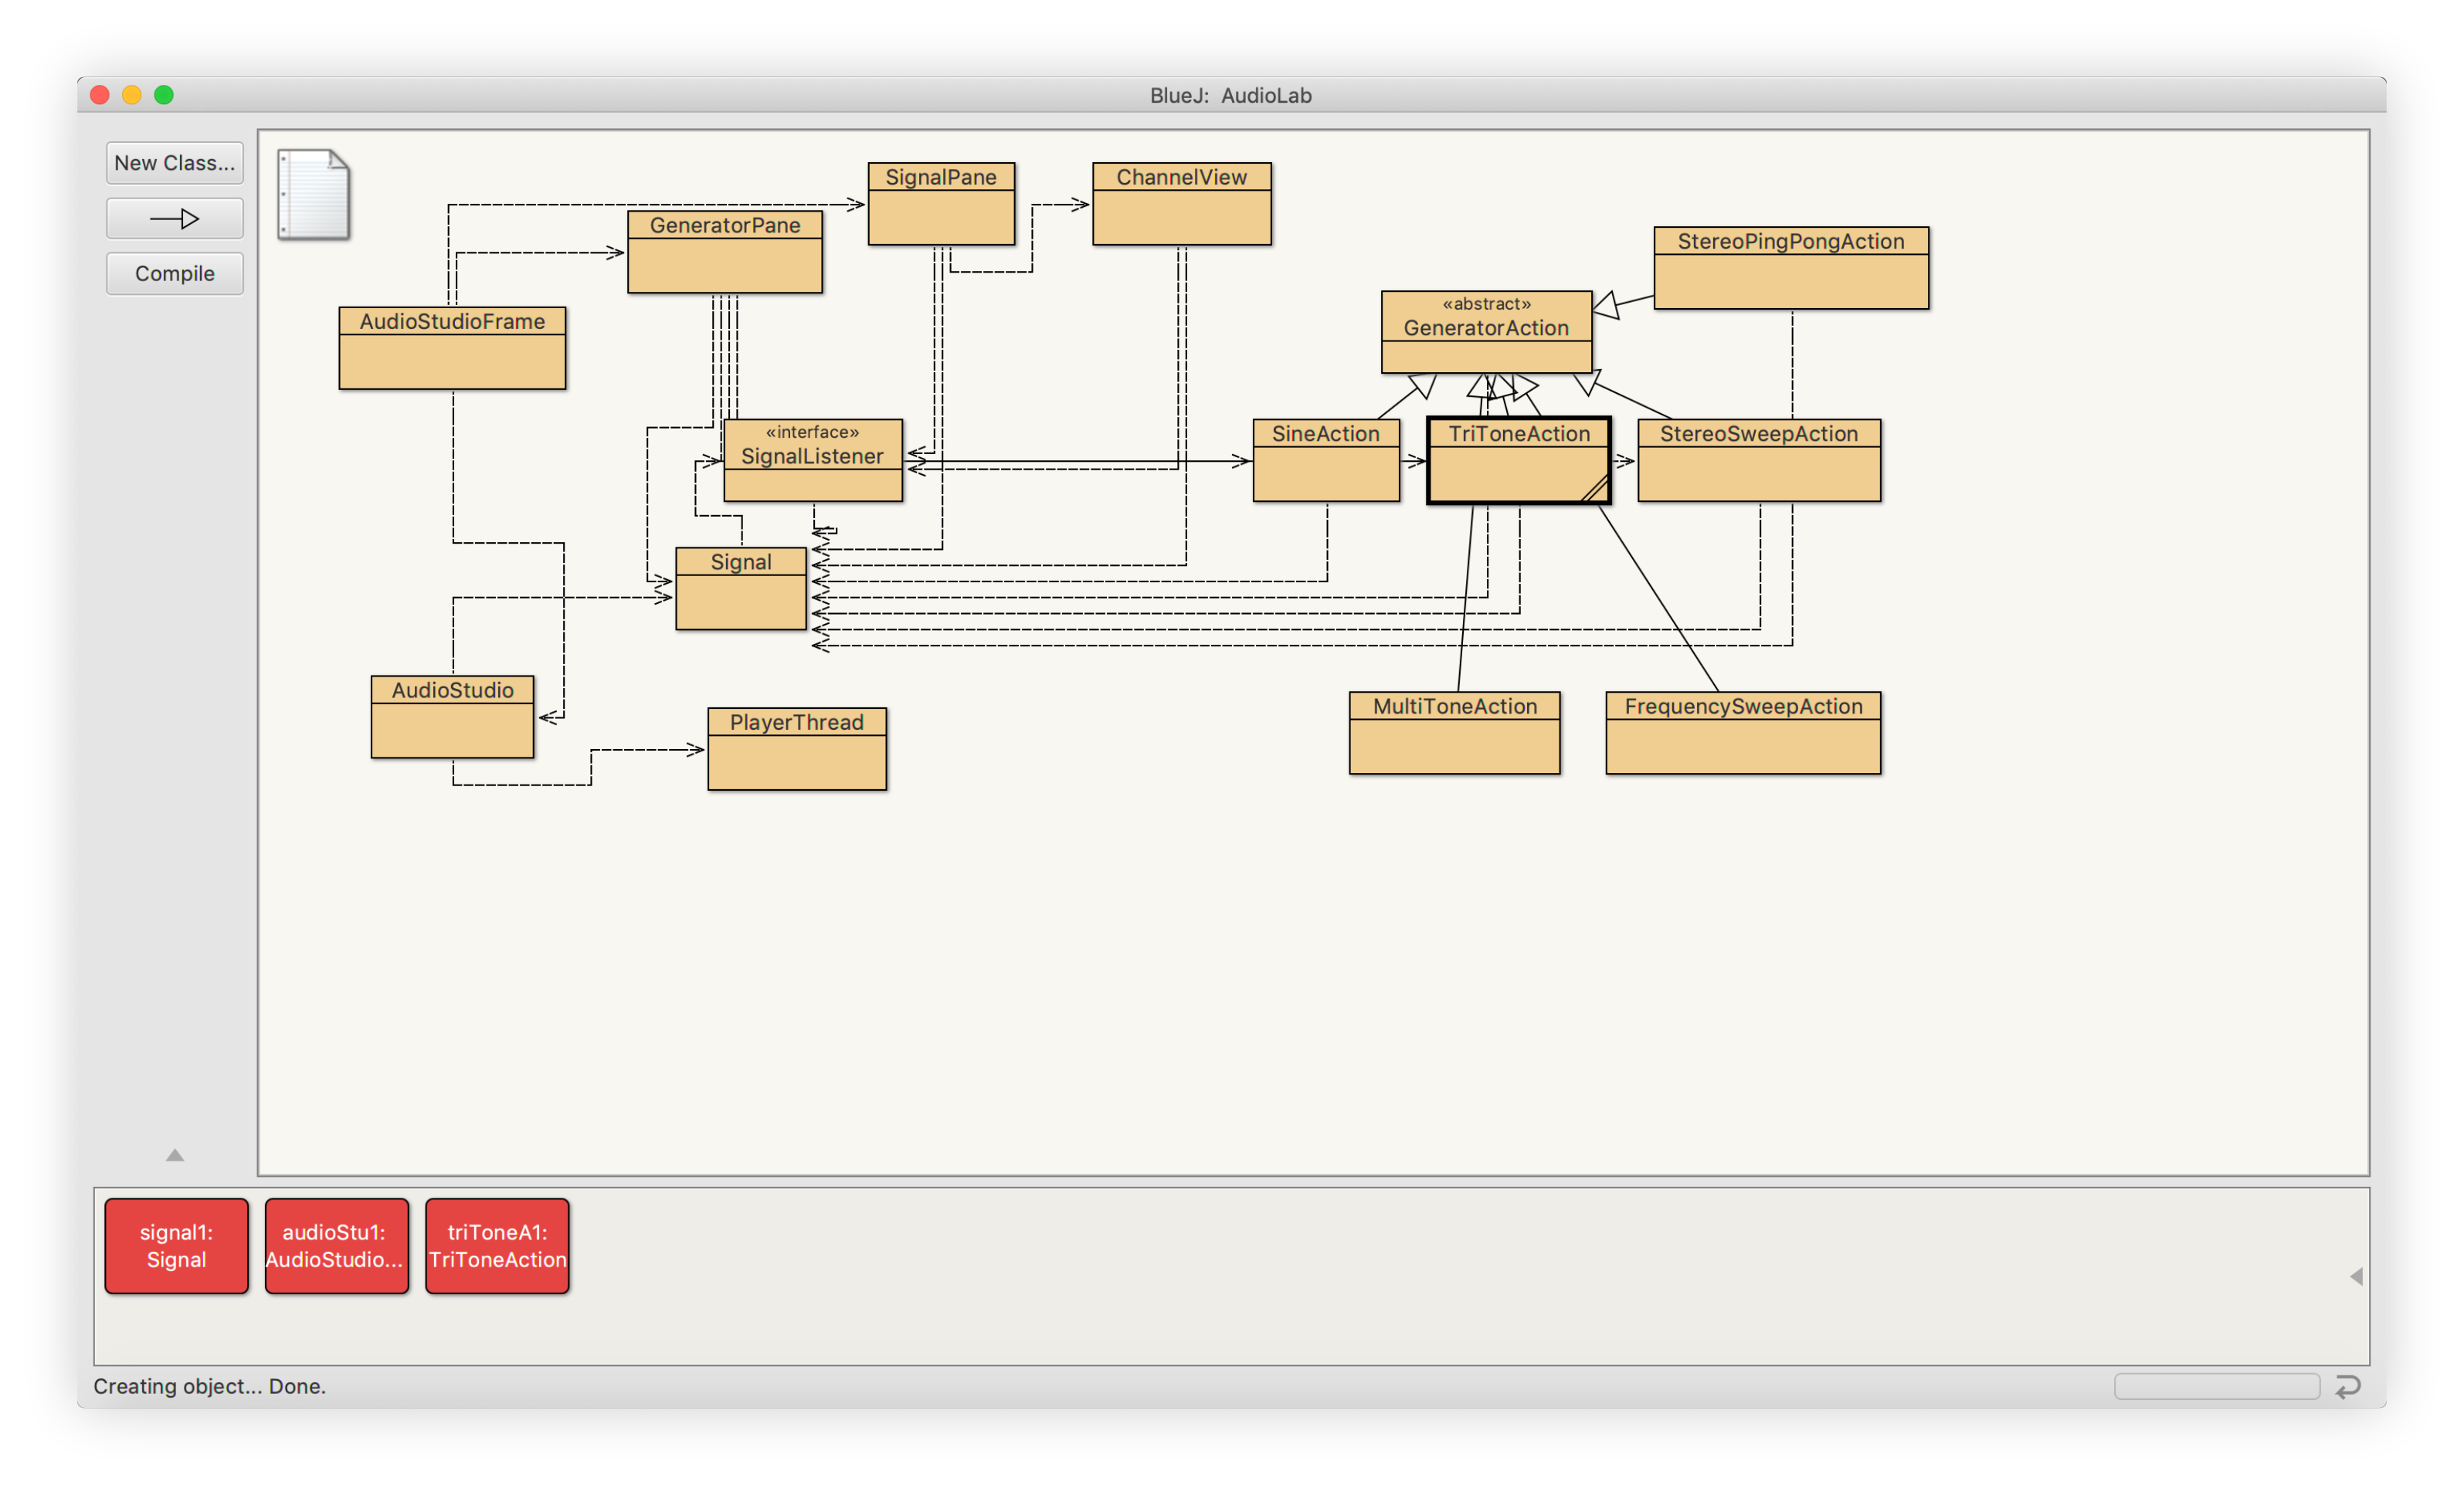 BlueJ: AudioLab
New Class...
Compile
SignalPane
ChannelView
GeneratorPane
StereoPingPongAction
«abstract»
GeneratorAction
AudioStudioFrame
«interface»
SignalListener
SineAction
TriToneAction
StereoSweepAction
Signal
AudioStudio
PlayerThread
MultiToneAction
FrequencySweepAction
signal1:
Signal
audioStu1:
AudioStudio...
triToneA1:
TriToneAction
Creating object... Done.